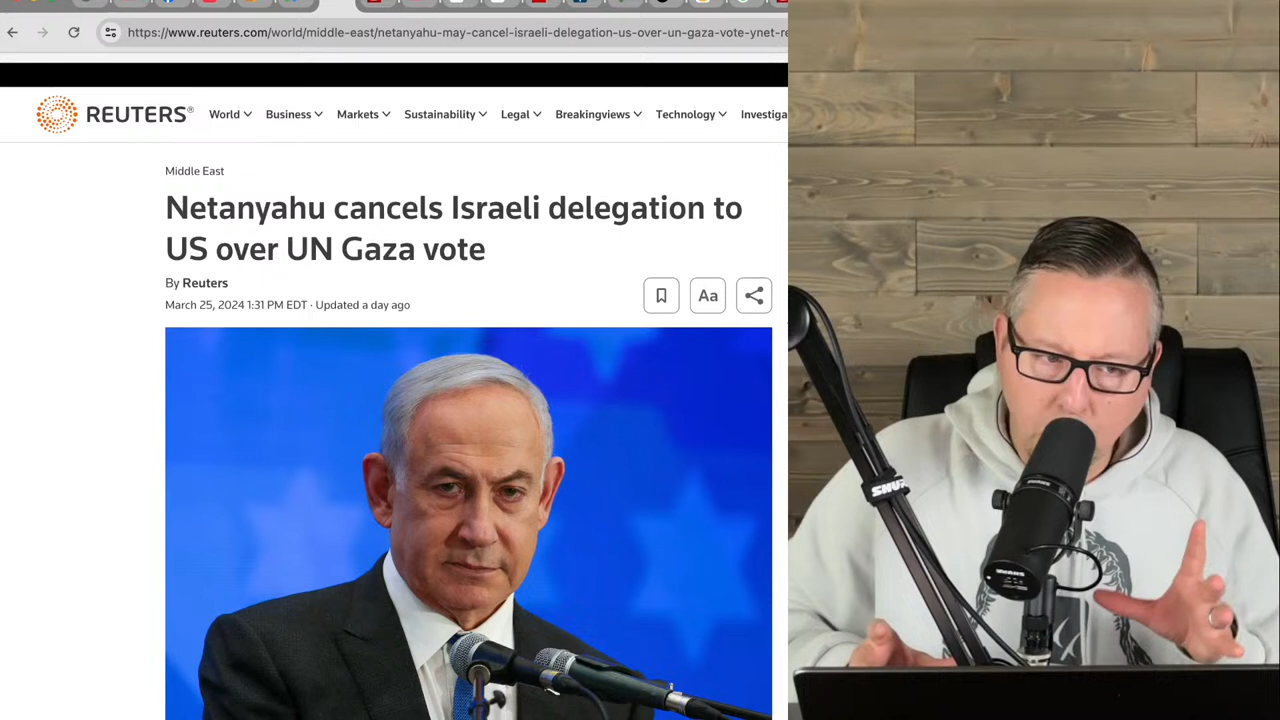 https://www.reuters.com/world/middle-east/netanyahu-may-cancel-israeli-delegation-us-over-un-gaza-vote-ynet-re
REUTERS®
World Business Markets Sustainability Legal Breakingviews Technology Investiga
Middle East
Netanyahu cancels Israeli delegation to
US over UN Gaza vote
By Reuters
March 25, 2024 1:31 PM EDT · Updated a day ago
Aa
SHURE